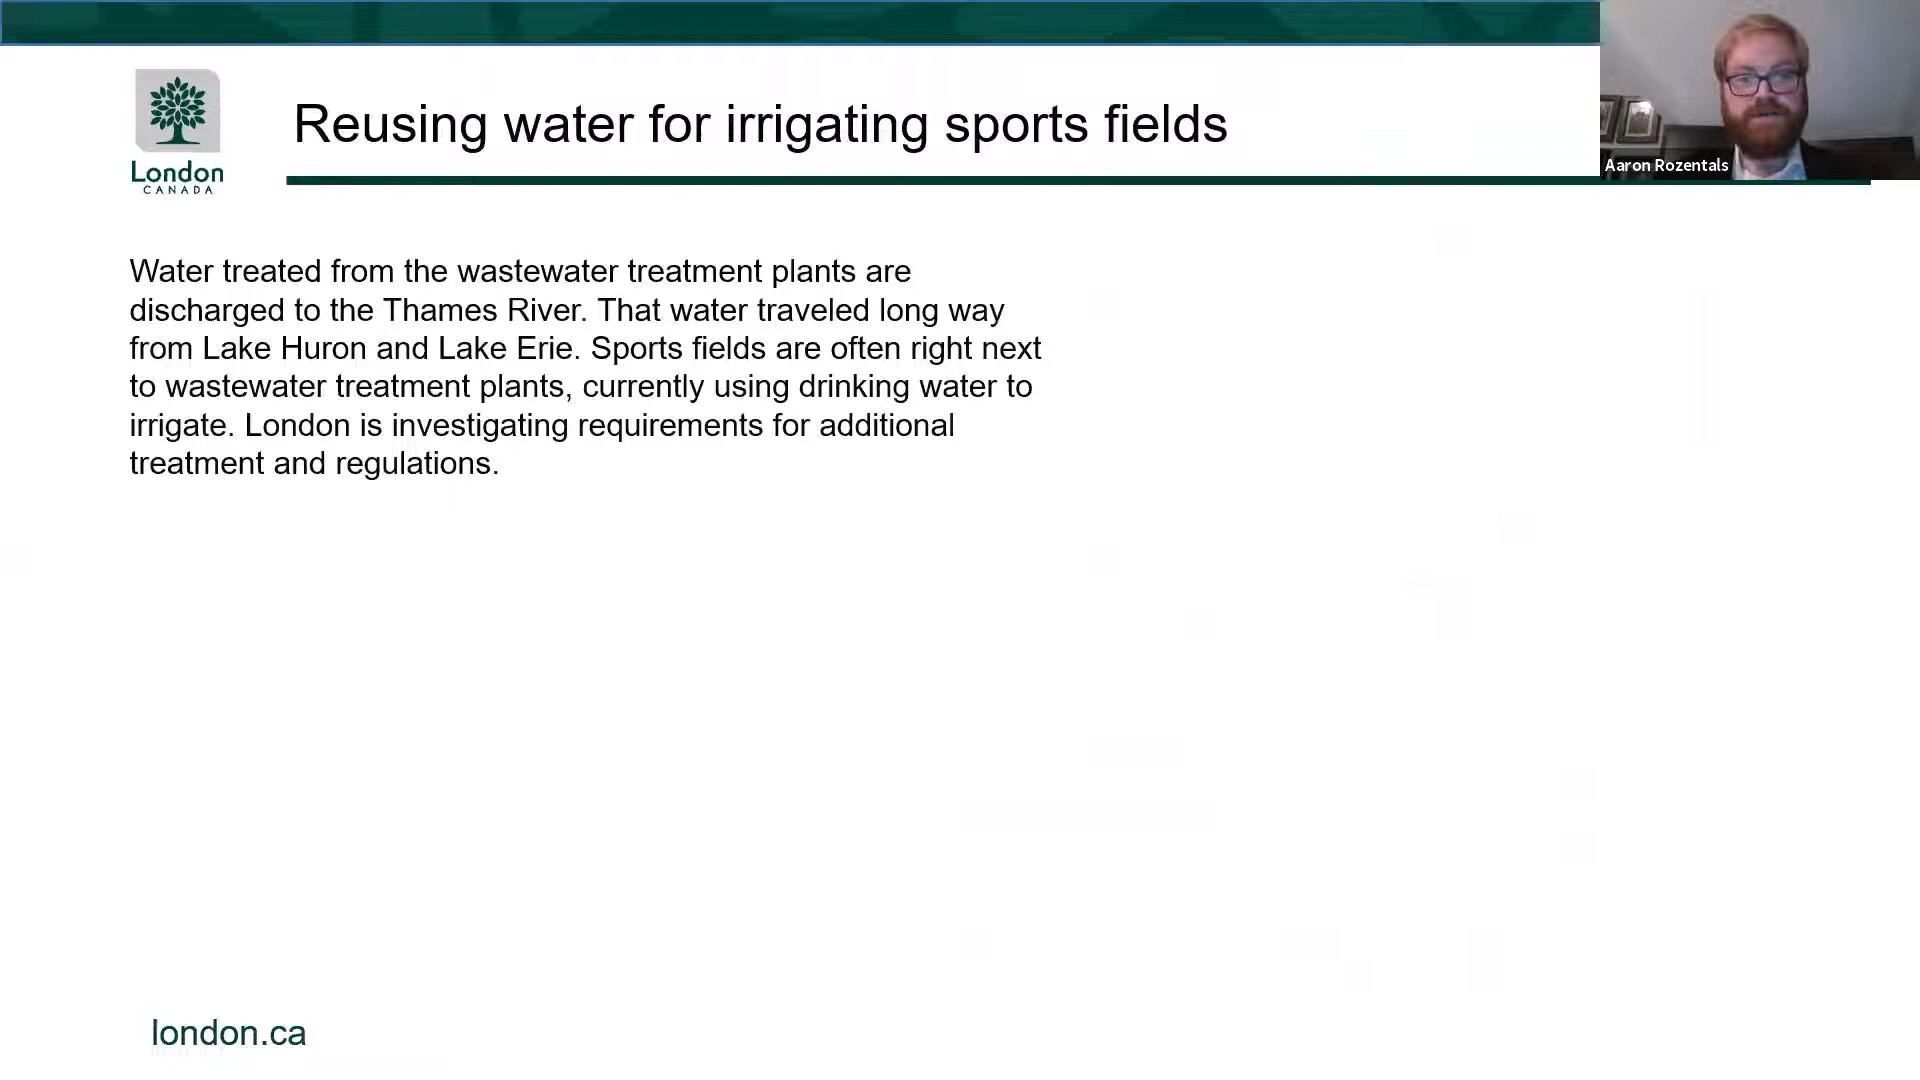 Reusing water for irrigating sports fields
London
CANADA
Aaron Rozentals
Water treated from the wastewater treatment plants are
discharged to the Thames River. That water traveled long way
from Lake Huron and Lake Erie. Sports fields are often right next
to wastewater treatment plants, currently using drinking water to
irrigate. London is investigating requirements for additional
treatment and regulations.
london.ca